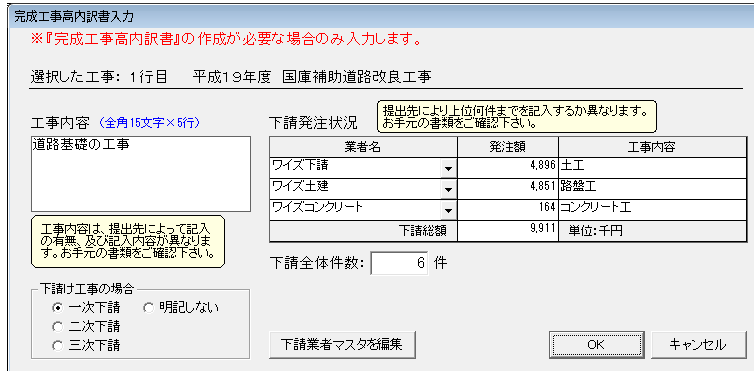 完成工事高内訳書入力
※『完成工事高内訳書』の作成が必要な場合のみ入力します。
選択した工事: 1行目 平成19年度 国庫補助道路改良工事
工事内容 (全角15文字×5行)
道路基礎の工事
工事内容は、提出先によって記入
の有無、及び記入内容が異なりま
す。お手元の書類をご確認下さい。
下請け工事の場合
一次下請 明記しない
二次下請
三次下請
下請発注状況
提出先により上位何件までを記入するか異なります。
お手元の書類をご確認下さい。
業者名 発注額 工事内容
ワイズ下請 4,896 土工
ワイズ土建 4,851 路盤工
ワイズコンクリート 164 コンクリート工
下請総額 9,911 単位:千円
下請全体件数: 6 件
下請業者マスタを編集 OK キャンセル